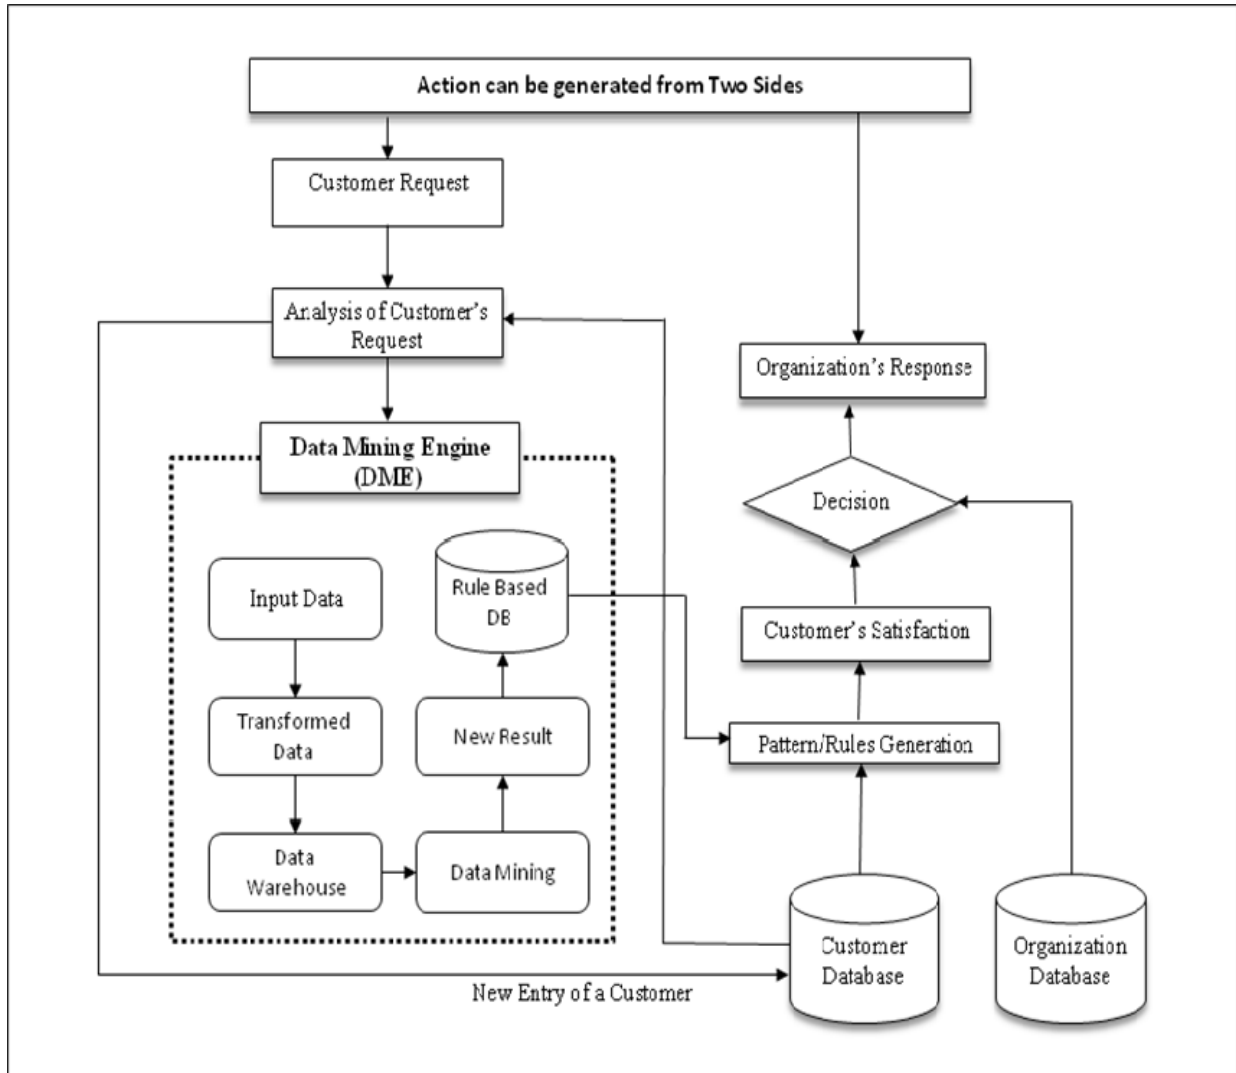 Action can be generated from Two Sides
Customer Request
Analysis of Customer's
Request
Organization's Response
Data Mining Engine
(DME)
Decision
Input Data
Rule Based
DB
Customer's Satisfaction
Transformed
Data
New Result
Pattern/Rules Generation
Data
Warehouse
Data Mining
Customer
Database
Organization
Database
New Entry of a Customer